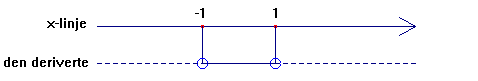 -1 1
x-linje
den deriverte